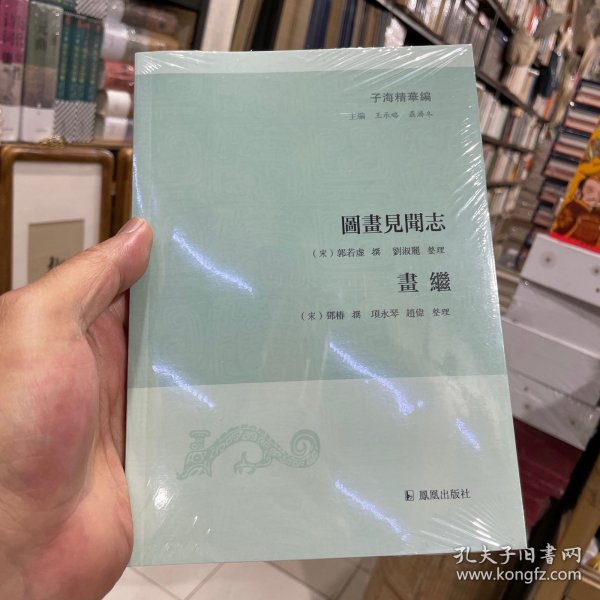 子海精華編
主編 王承略 聶濟冬
圖畫見聞志
（宋）郭若虛 撰 劉淑麗 整理
畫繼
（宋）鄧椿 撰 項永琴 趙偉 整理
鳳凰出版社
孔夫子旧书网
www.kongfz.com